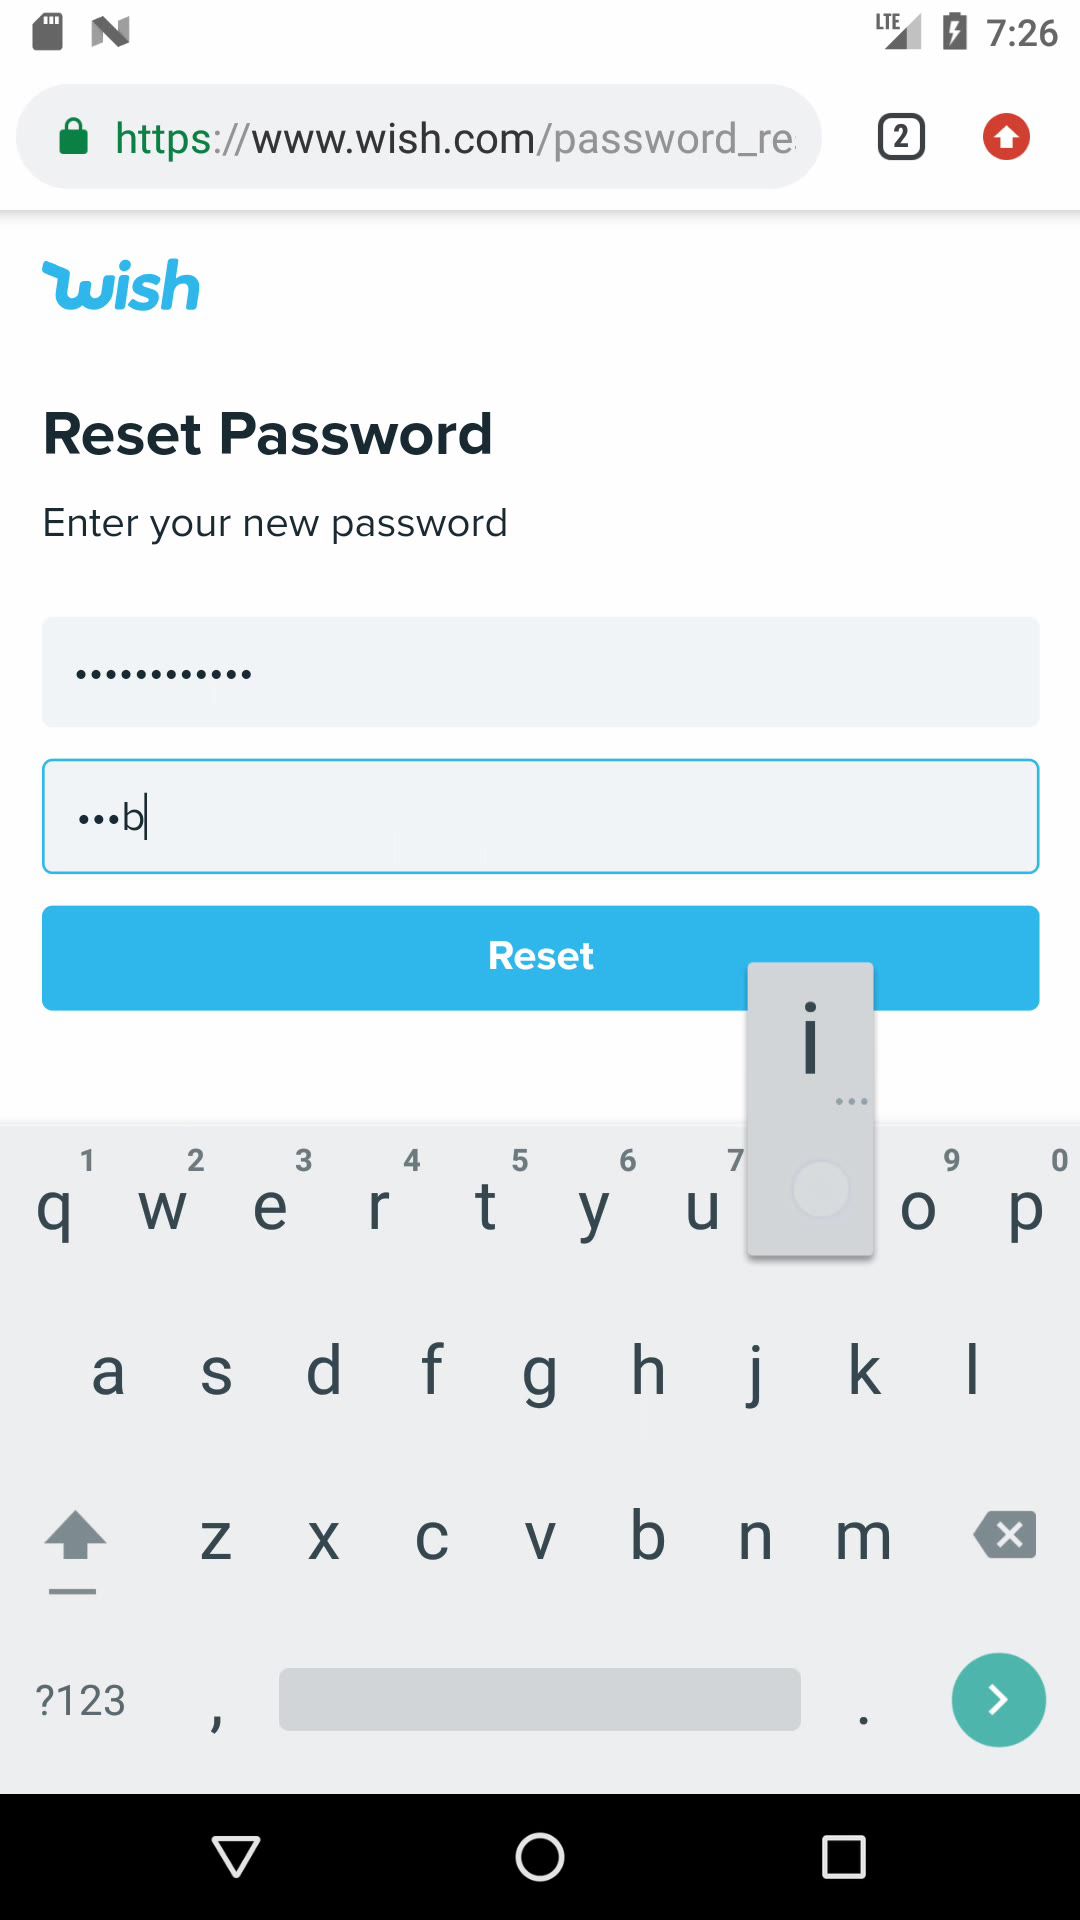 LTE 7:26
https://www.wish.com/password_re
2
wish
Reset Password
Enter your new password
••••••••••••
•••b
Reset
i
...
1 2 3 4 5 6 7 9 0
q w e r t y u o p
a s d f g h j k l
z x c v b n m
?123 , .